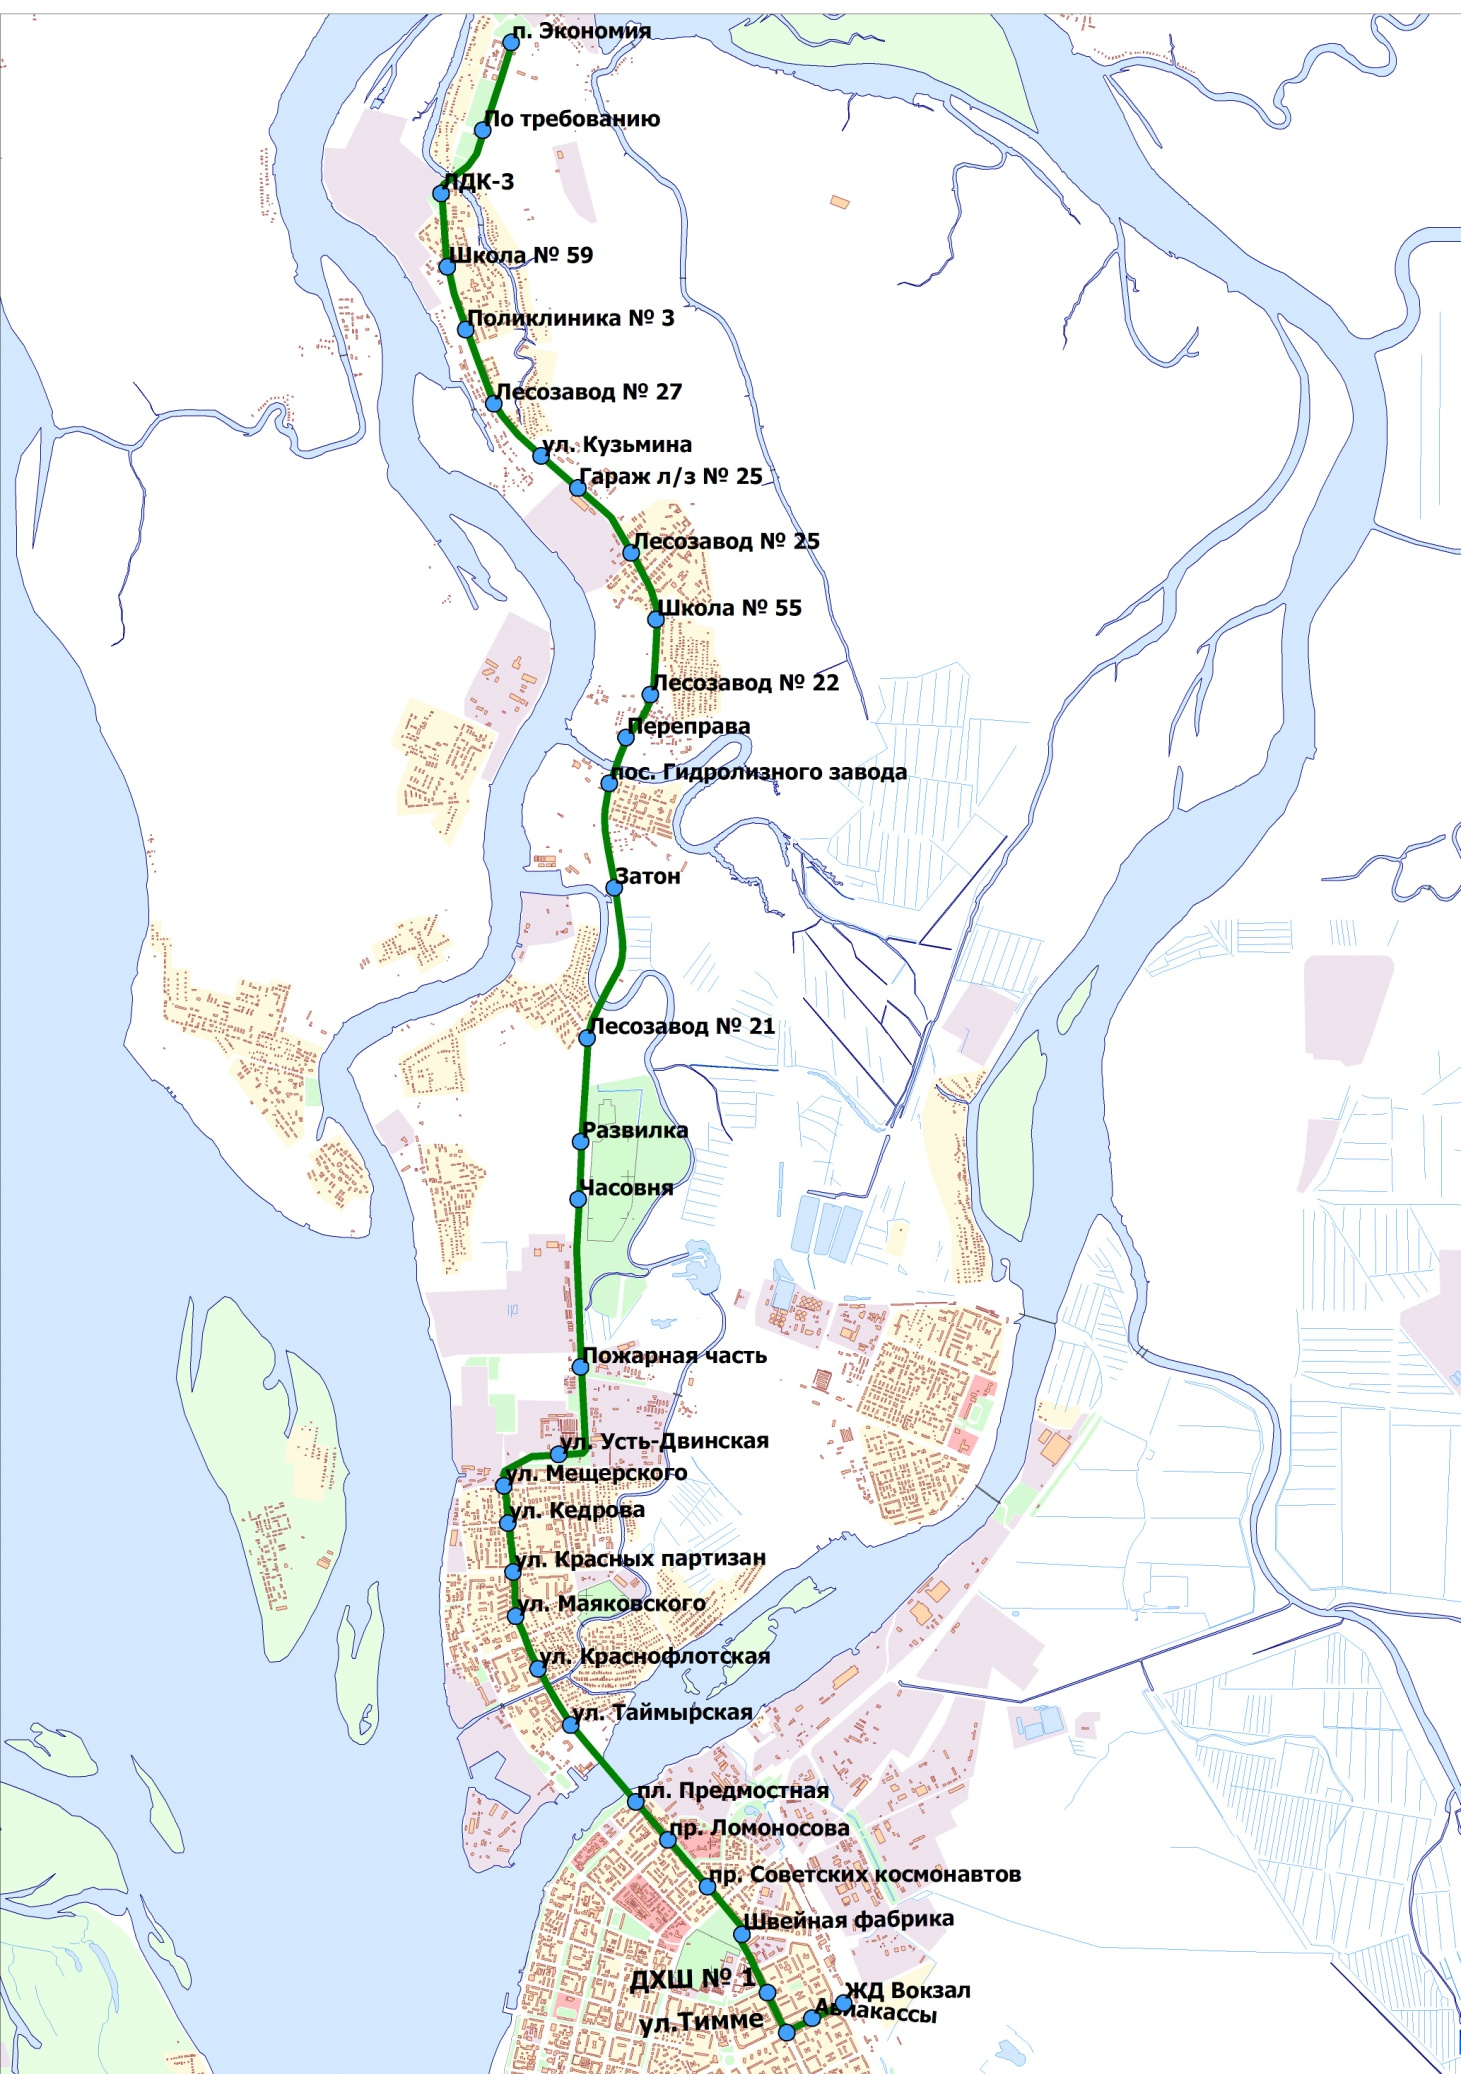 п. Экономия
По требованию
ЛДК-3
Школа № 59
Поликлиника № 3
Лесозавод № 27
ул. Кузьмина
Гараж л/з № 25
Лесозавод № 25
Школа № 55
Лесозавод № 22
Переправа
пос. Гидролизного завода
Затон
Лесозавод № 21
Развилка
Часовня
Пожарная часть
ул. Усть-Двинская
ул. Мещерского
ул. Кедрова
ул. Красных партизан
ул. Маяковского
ул. Краснофлотская
ул. Таймырская
пл. Предмостная
пр. Ломоносова
пр. Советских космонавтов
Швейная фабрика
ДХШ № 1
ЖД Вокзал
Авиакассы
ул.Тимме